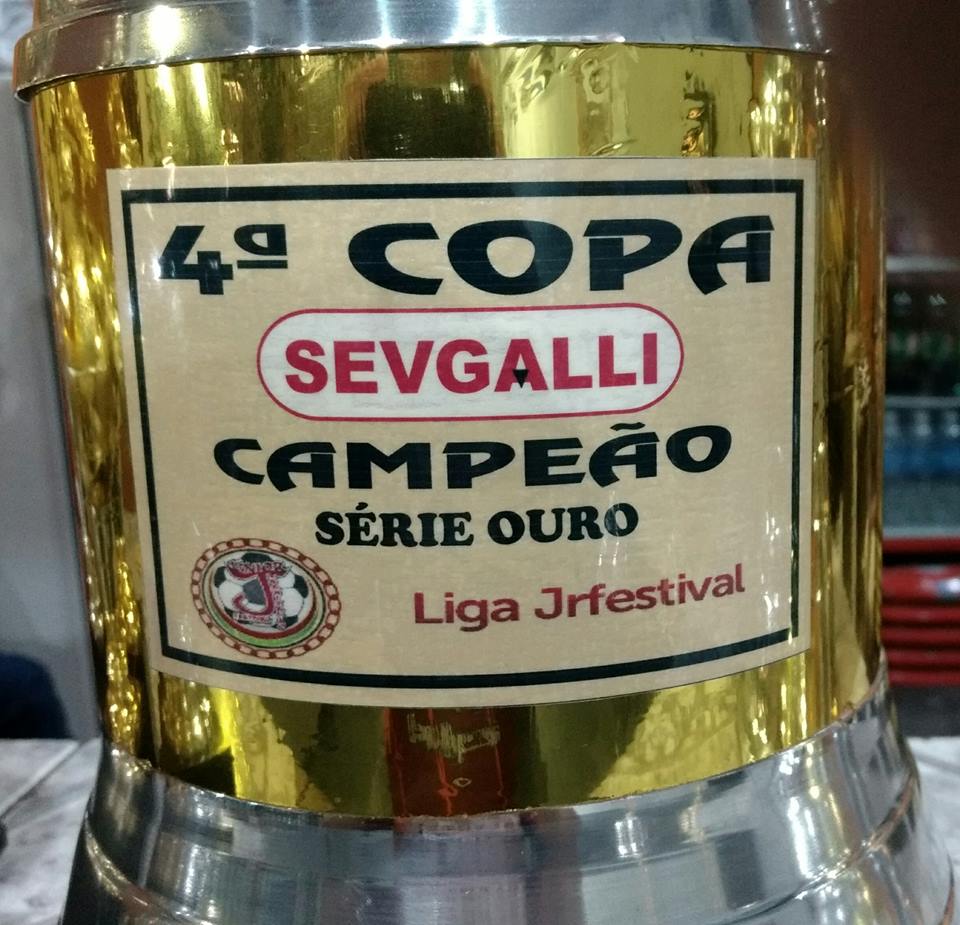 4ª COPA
SEVGALLI
CAMPEÃO
SÉRIE OURO
Liga Jrfestival